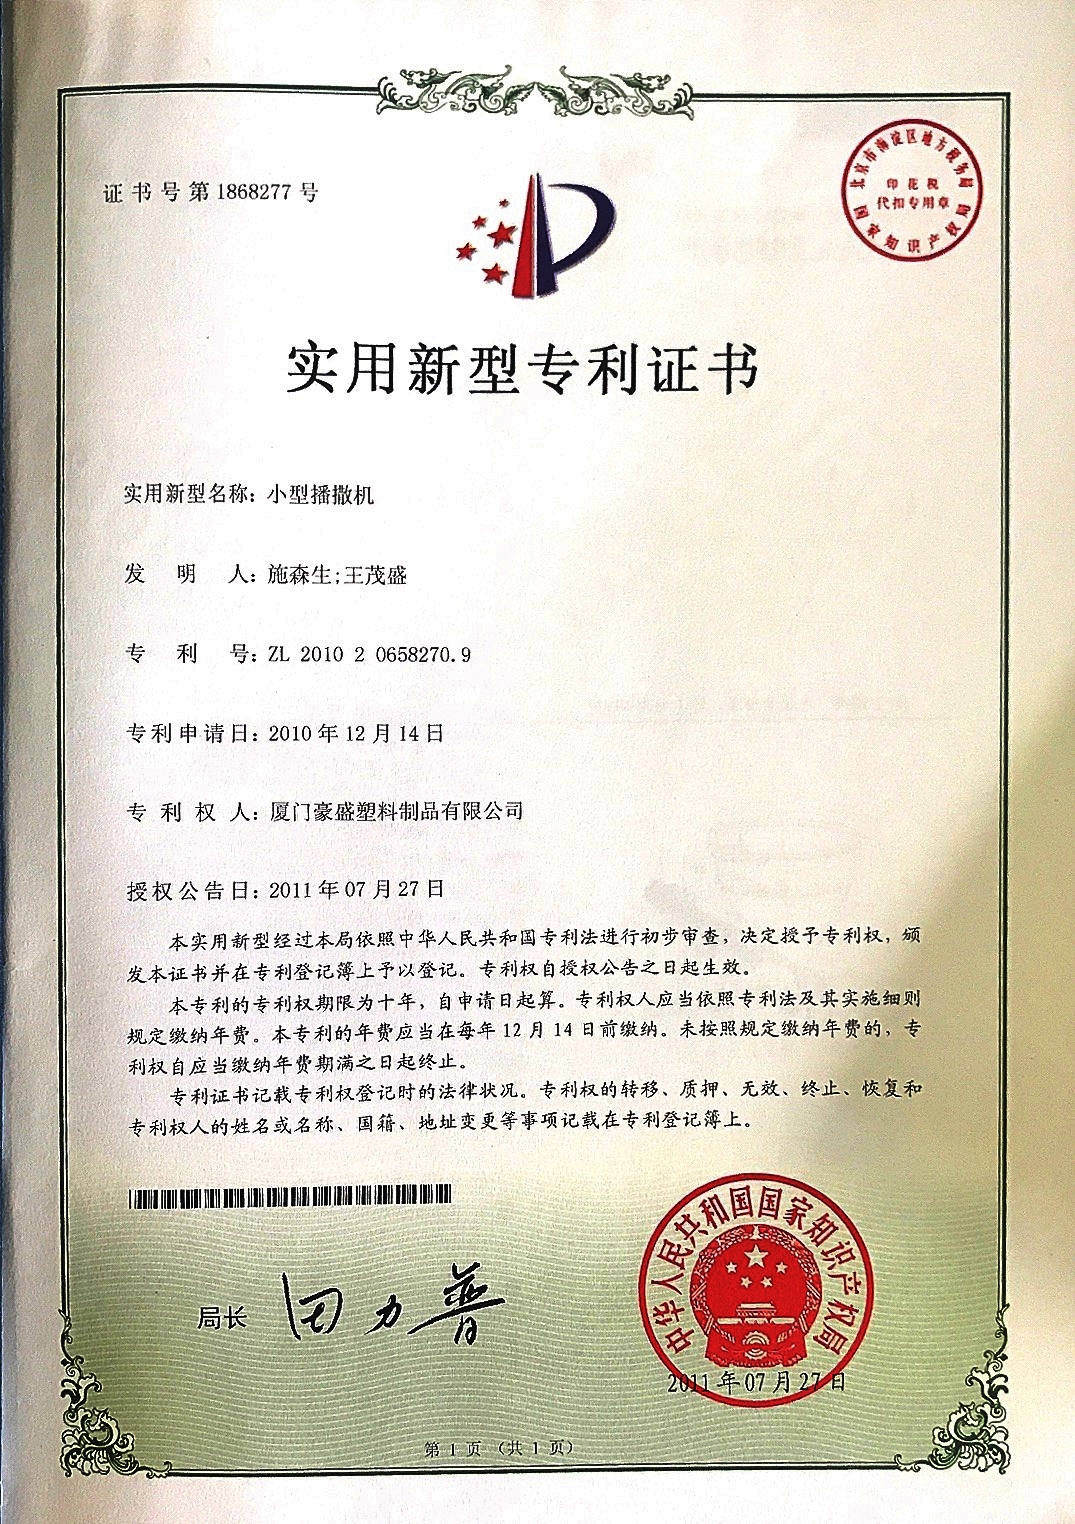 证书号第1868277号
北京市海淀区地方税务局
印花税
代扣专用章
国家知识产权局
实用新型专利证书
实用新型名称：小型播撒机
发明人：施森生;王茂盛
专利号：ZL 2010 2 0658270.9
专利申请日：2010年12月14日
专利权人：厦门豪盛塑料制品有限公司
授权公告日：2011年07月27日
本实用新型经过本局依照中华人民共和国专利法进行初步审查，决定授予专利权，颁
发本证书并在专利登记簿上予以登记。专利权自授权公告之日起生效。
本专利的专利权期限为十年，自申请日起算。专利权人应当依照专利法及其实施细则
规定缴纳年费。本专利的年费应当在每年12月14日前缴纳。未按照规定缴纳年费的，专
利权自应当缴纳年费期满之日起终止。
专利证书记载专利权登记时的法律状况。专利权的转移、质押、无效、终止、恢复和
专利权人的姓名或名称、国籍、地址变更等事项记载在专利登记簿上。
中华人民共和国国家知识产权局
局长 田力普
2011年07月27日
第1页（共1页）